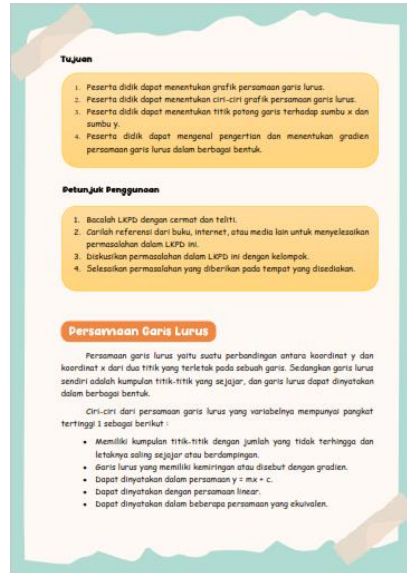 Tujuan
1. Peserta didik dapat menentukan grafik persamaan garis lurus.
2. Peserta didik dapat menentukan ciri-ciri grafik persamaan garis lurus.
3. Peserta didik dapat menentukan titik potong garis terhadap sumbu x dan
sumbu y.
4. Peserta didik dapat mengenal pengertian dan menentukan gradien
persamaan garis lurus dalam berbagai bentuk.
Petunjuk Penggunaan
1. Bacalah LKPD dengan cermat dan teliti.
2. Carilah referensi dari buku, internet, atau media lain untuk menyelesaikan
permasalahan dalam LKPD ini.
3. Diskusikan permasalahan dalam LKPD ini dengan kelompok.
4. Selesaikan permasalahan yang diberikan pada tempat yang disediakan.
Persamaan Garis Lurus
Persamaan garis lurus yaitu suatu perbandingan antara koordinat y dan
koordinat x dari dua titik yang terletak pada sebuah garis. Sedangkan garis lurus
sendiri adalah kumpulan titik-titik yang sejajar, dan garis lurus dapat dinyatakan
dalam berbagai bentuk.
Ciri-ciri dari persamaan garis lurus yang variabelnya mempunyai pangkat
tertinggi 1 sebagai berikut :
• Memiliki kumpulan titik-titik dengan jumlah yang tidak terhingga dan
letaknya saling sejajar atau berdampingan.
• Garis lurus yang memiliki kemiringan atau disebut dengan gradien.
• Dapat dinyatakan dalam persamaan y = mx + c.
• Dapat dinyatakan dengan persamaan linear.
• Dapat dinyatakan dalam beberapa persamaan yang ekuivalen.